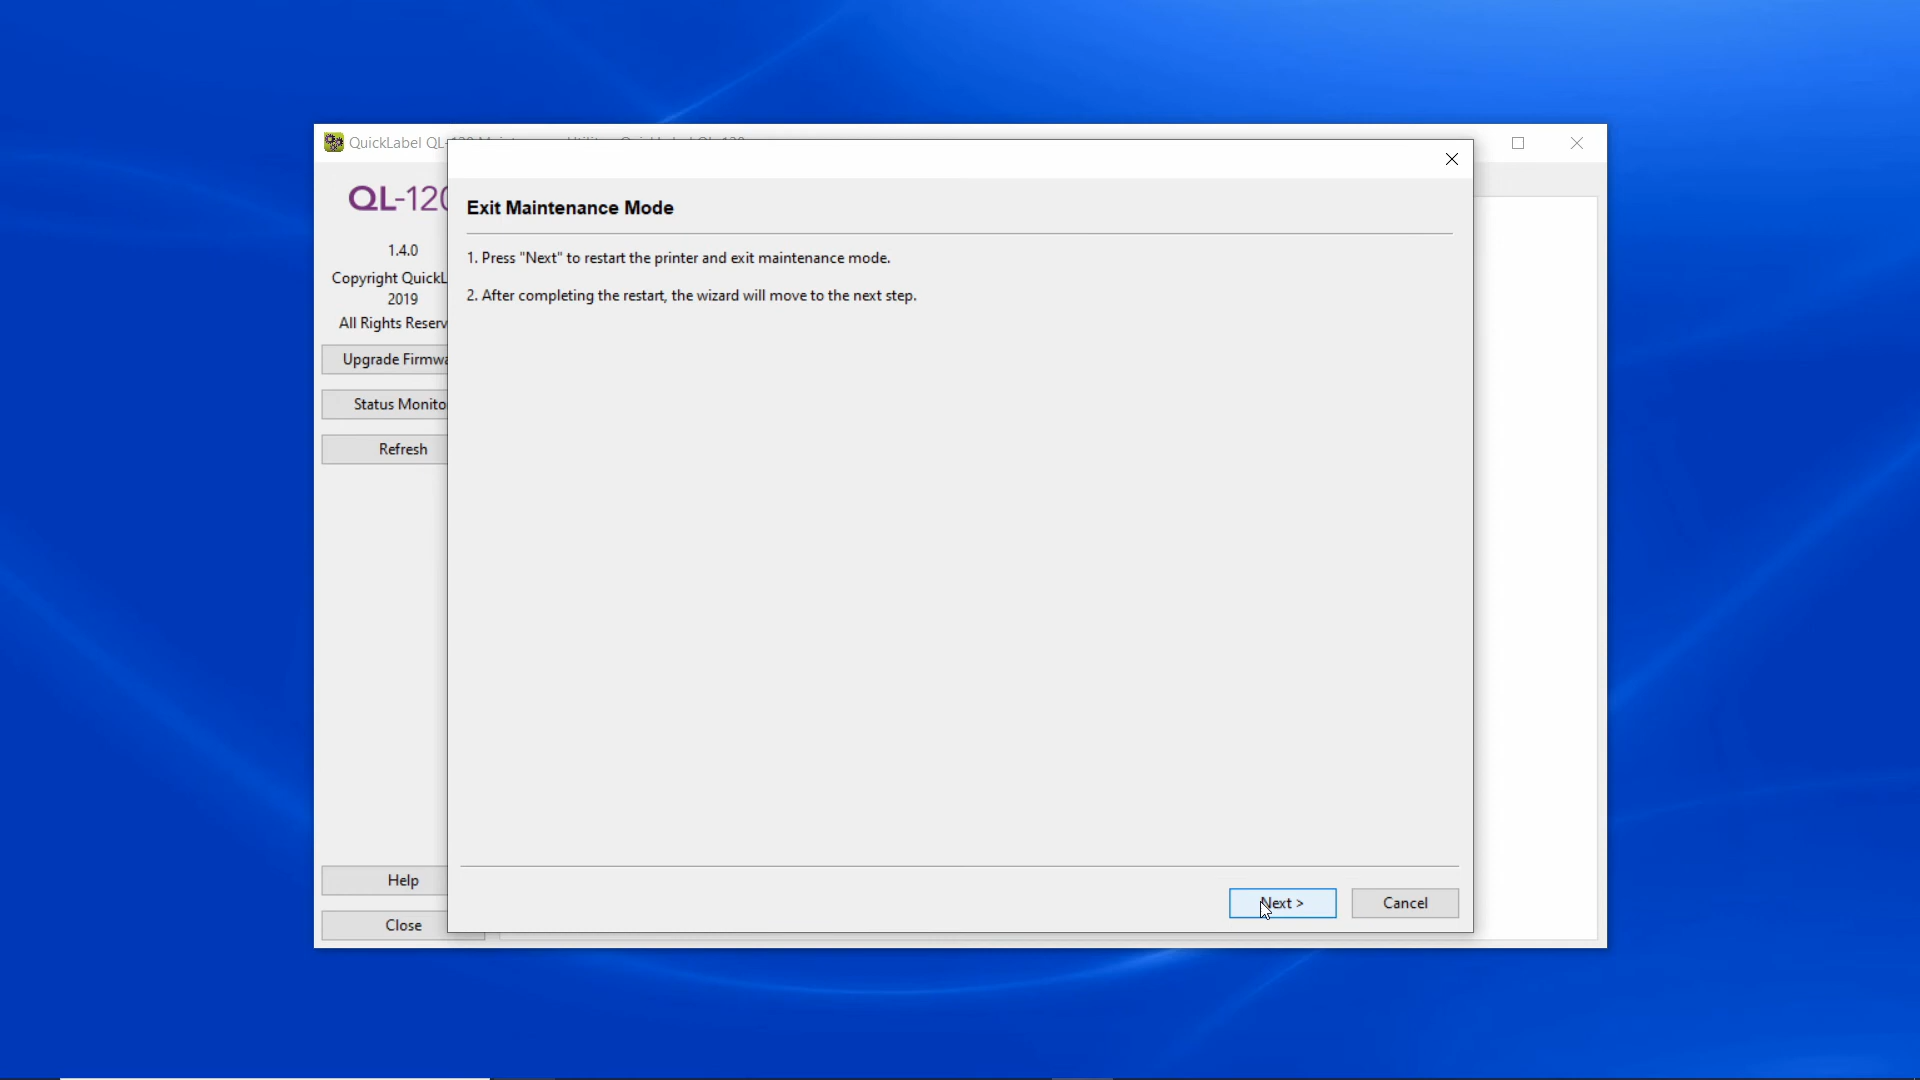 QuickLabel QL-
QL-120
1.4.0
Copyright QuickL
2019
All Rights Reserv
Upgrade Firmwa
Status Monito
Refresh
Help
Close
Exit Maintenance Mode
1. Press "Next" to restart the printer and exit maintenance mode.
2. After completing the restart, the wizard will move to the next step.
Next >
Cancel